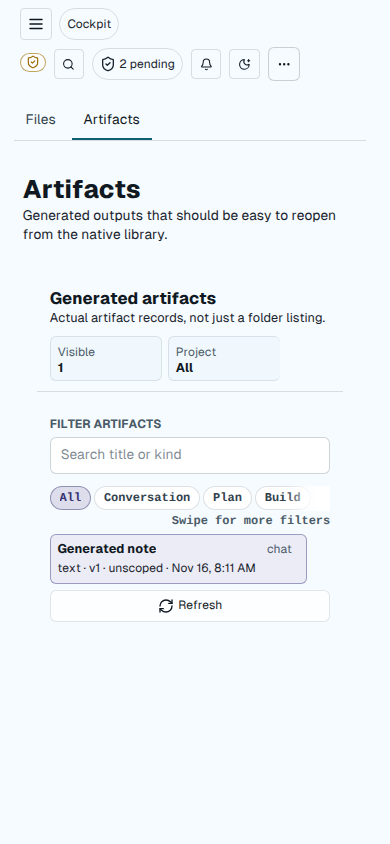 Cockpit
2 pending
Files
Artifacts
Artifacts
Generated outputs that should be easy to reopen
from the native library.
Generated artifacts
Actual artifact records, not just a folder listing.
Visible
1
Project
All
FILTER ARTIFACTS
Search title or kind
All
Conversation
Plan
Build
Swipe for more filters
Generated note
chat
text · v1 · unscoped · Nov 16, 8:11 AM
Refresh